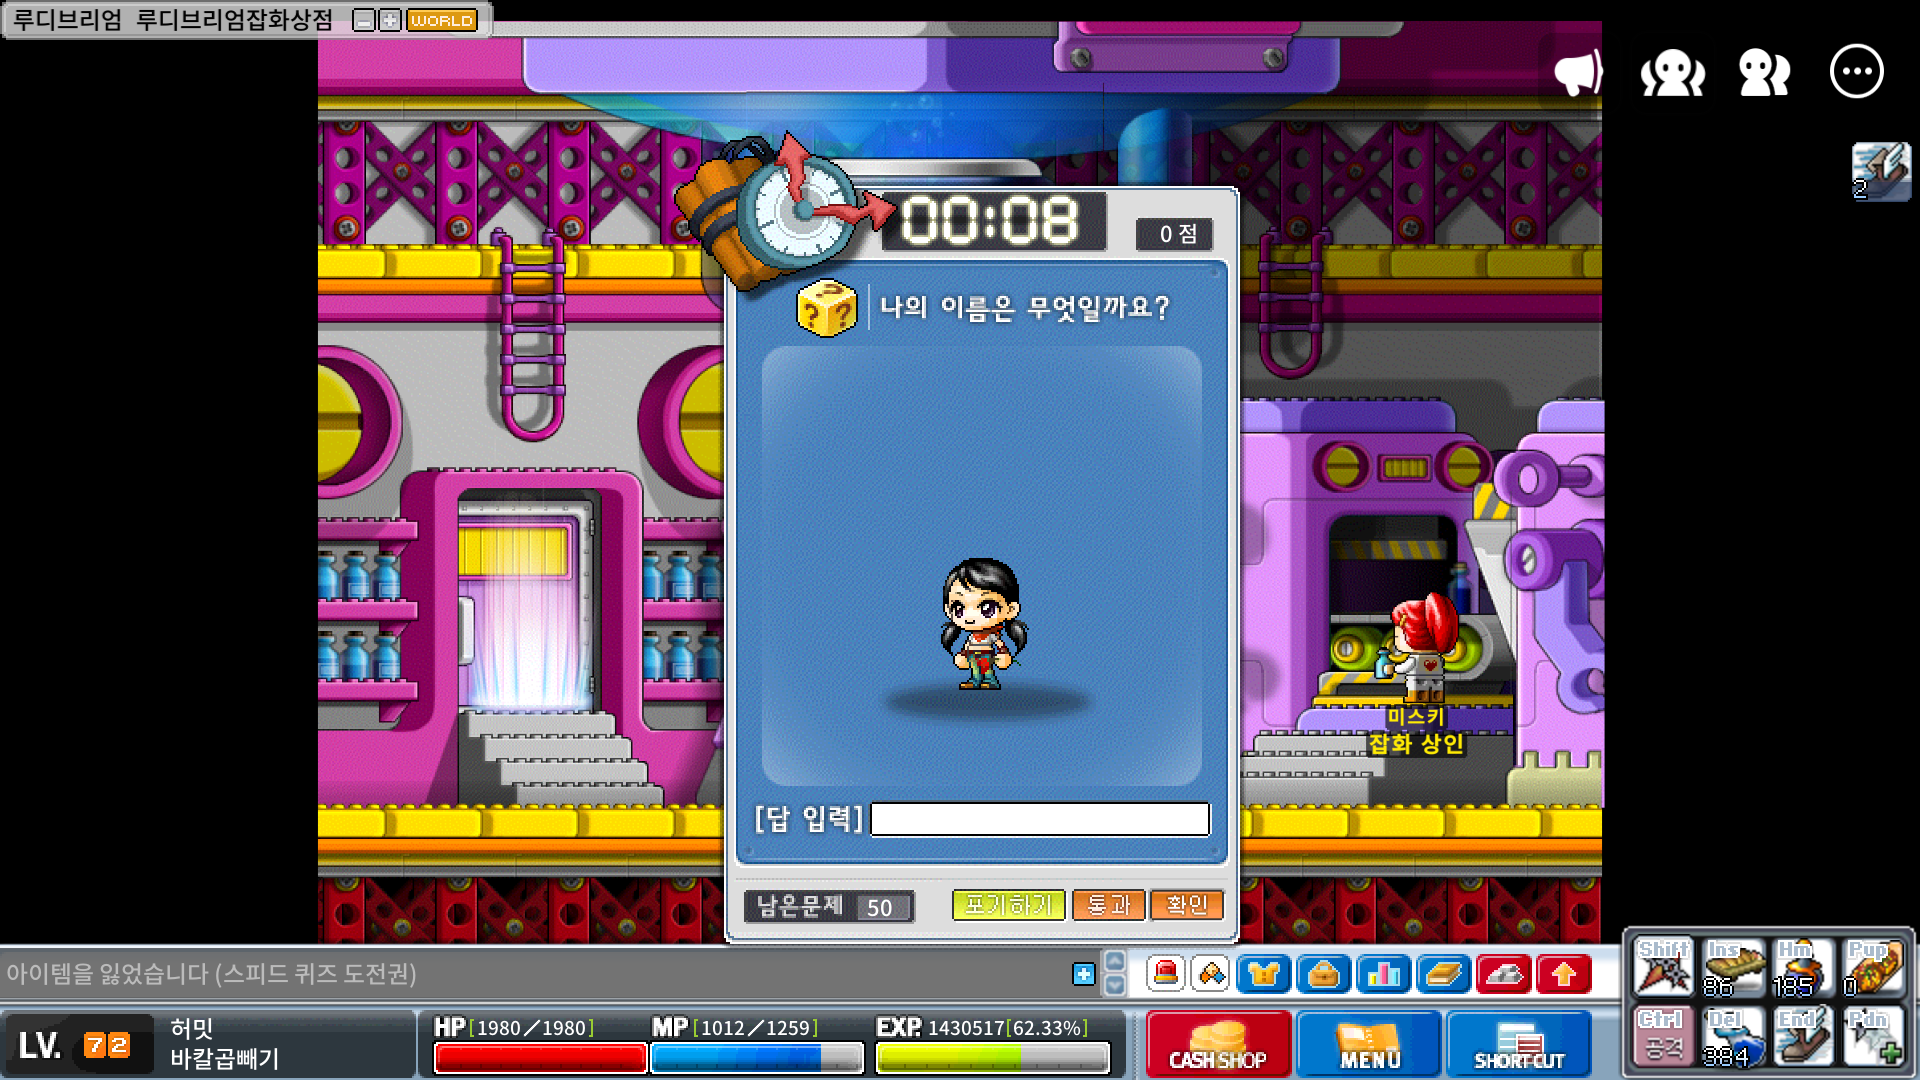 루디브리엄 루디브리엄잡화상점 WORLD
00:08
0 점
나의 이름은 무엇일까요?
2
미스키
잡화 상인
[답 입력]
남은문제 50
포기하기 통과 확인
아이템을 잃었습니다 (스피드 퀴즈 도전권)
LV. 72
허밋
바칼곱빼기
HP[1980/1980]
MP[1012/1259]
EXP. 1430517[62.33%]
CASH SHOP
MENU
SHORT CUT
Shift Ins Hm Pup
86 185 0
Ctrl Del End Pdn
공격 384